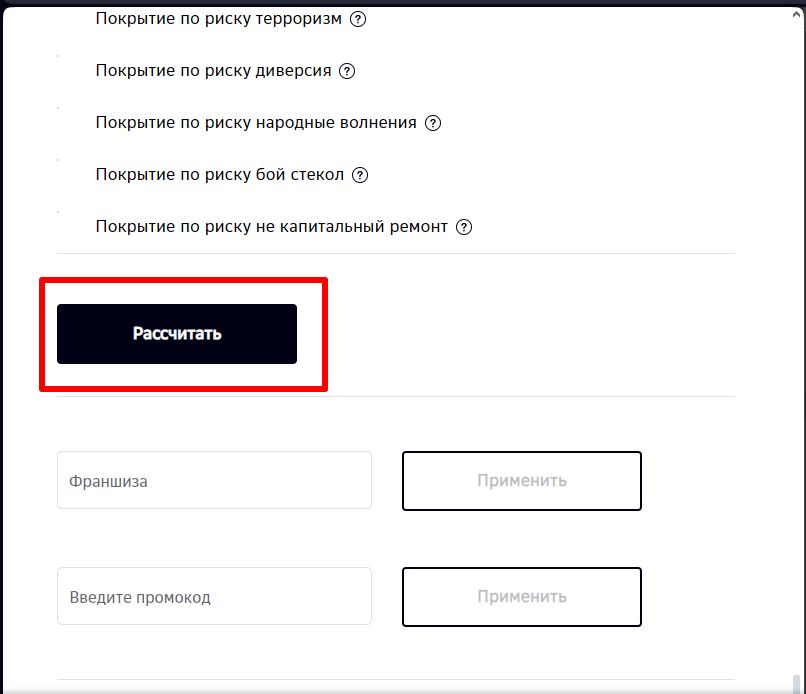 Покрытие по риску терроризм ?
Покрытие по риску диверсия ?
Покрытие по риску народные волнения ?
Покрытие по риску бой стекол ?
Покрытие по риску не капитальный ремонт ?
Рассчитать
Франшиза
Применить
Введите промокод
Применить